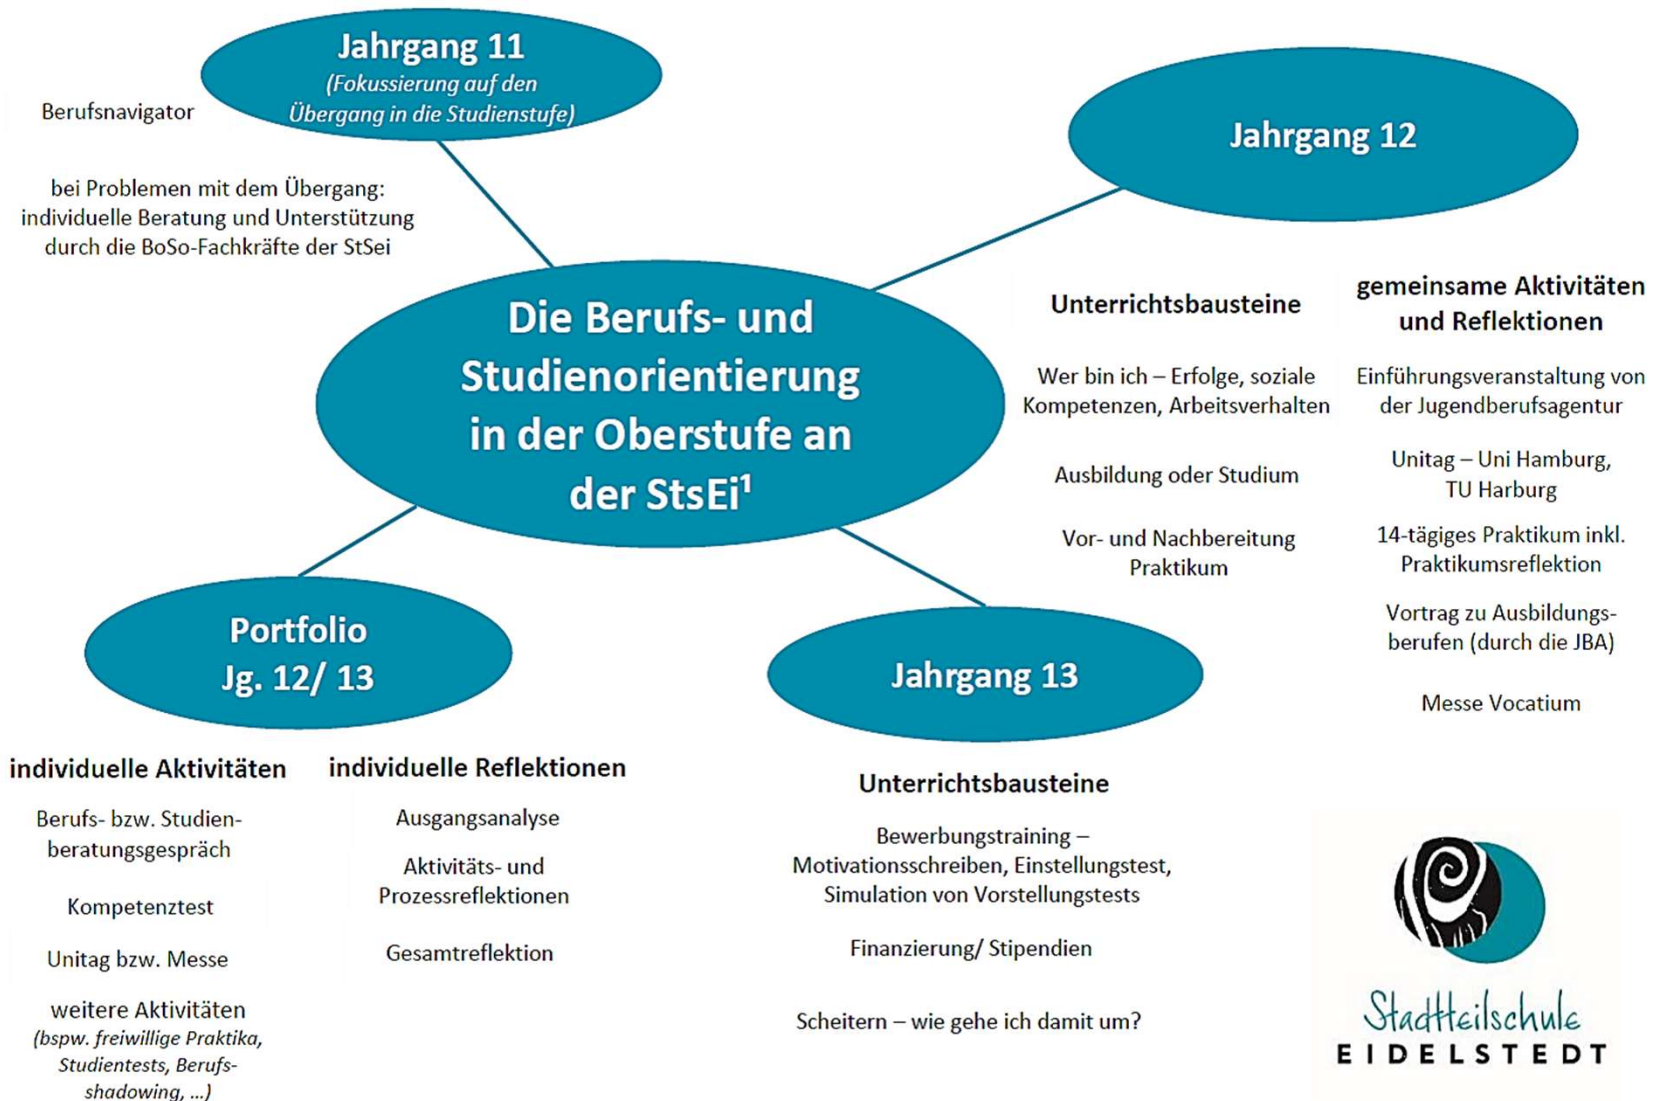 Jahrgang 11
(Fokussierung auf den
Übergang in die Studienstufe)
Berufsnavigator
bei Problemen mit dem Übergang:
individuelle Beratung und Unterstützung
durch die BoSo-Fachkräfte der StSei
Jahrgang 12
Unterrichtsbausteine
Wer bin ich – Erfolge, soziale
Kompetenzen, Arbeitsverhalten
Ausbildung oder Studium
Vor- und Nachbereitung
Praktikum
gemeinsame Aktivitäten
und Reflektionen
Einführungsveranstaltung von
der Jugendberufsagentur
Unitag – Uni Hamburg,
TU Harburg
14-tägiges Praktikum inkl.
Praktikumsreflektion
Vortrag zu Ausbildungs-
berufen (durch die JBA)
Messe Vocatium
Die Berufs- und
Studienorientierung
in der Oberstufe an
der StsEi¹
Portfolio
Jg. 12/ 13
individuelle Aktivitäten
Berufs- bzw. Studien-
beratungsgespräch
Kompetenztest
Unitag bzw. Messe
weitere Aktivitäten
(bspw. freiwillige Praktika,
Studientests, Berufs-
shadowing, ...)
individuelle Reflektionen
Ausgangsanalyse
Aktivitäts- und
Prozessreflektionen
Gesamtreflektion
Jahrgang 13
Unterrichtsbausteine
Bewerbungstraining –
Motivationsschreiben, Einstellungstest,
Simulation von Vorstellungstests
Finanzierung/ Stipendien
Scheitern – wie gehe ich damit um?
Stadtteilschule
EIDELSTEDT